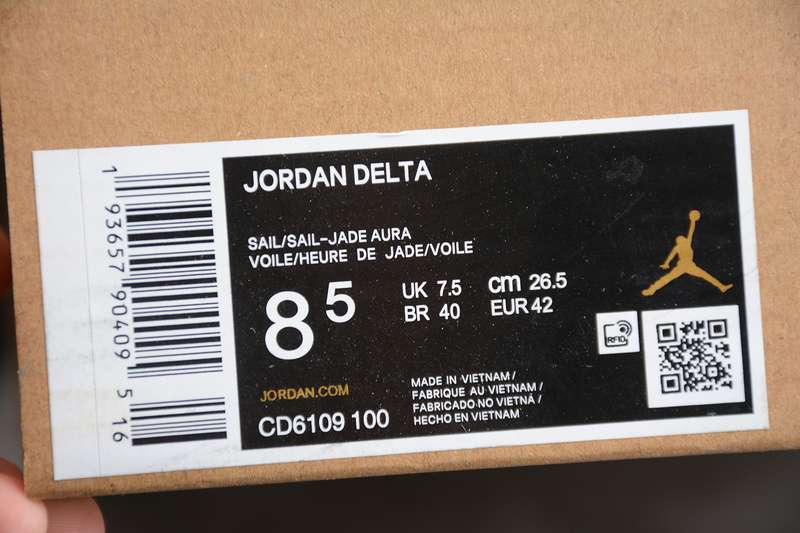 JORDAN DELTA
SAIL/SAIL-JADE AURA
VOILE/HEURE DE JADE/VOILE
8 5
UK 7.5 cm 26.5
BR 40 EUR 42
RFID
JORDAN.COM
CD6109 100
MADE IN VIETNAM /
FABRIQUE AU VIETNAM /
FABRICADO NO VIETNÃ /
HECHO EN VIETNAM
1 93657 90409 5 16